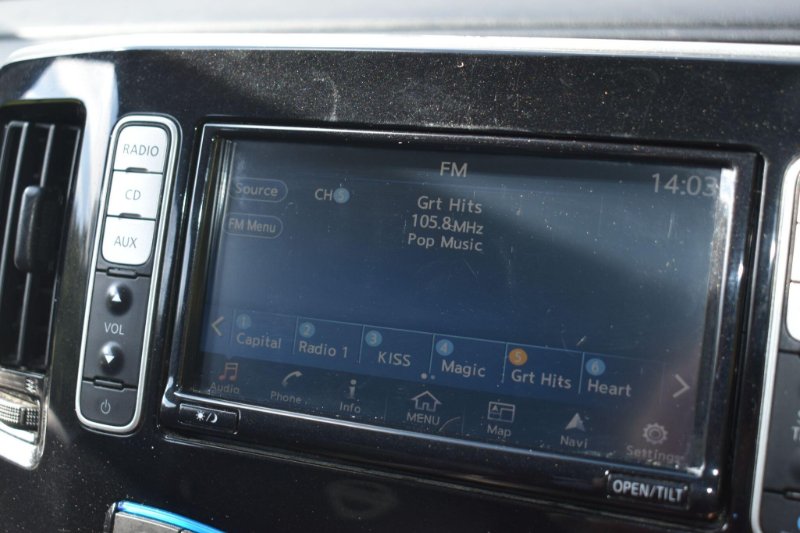 FM
14:03
RADIO
CD
AUX
VOL
Source
FM Menu
CH 5
Grt Hits
105.8MHz
Pop Music
1 Capital
2 Radio 1
3 KISS
4 Magic
5 Grt Hits
6 Heart
Audio
Phone
Info
MENU
Map
Navi
Settings
OPEN/TILT